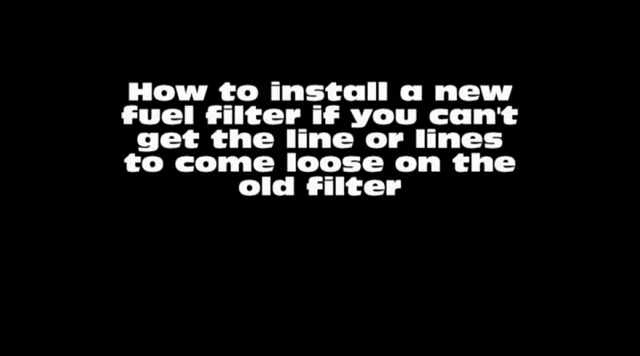 How to install a new
fuel filter if you can't
get the line or lines
to come loose on the
old filter